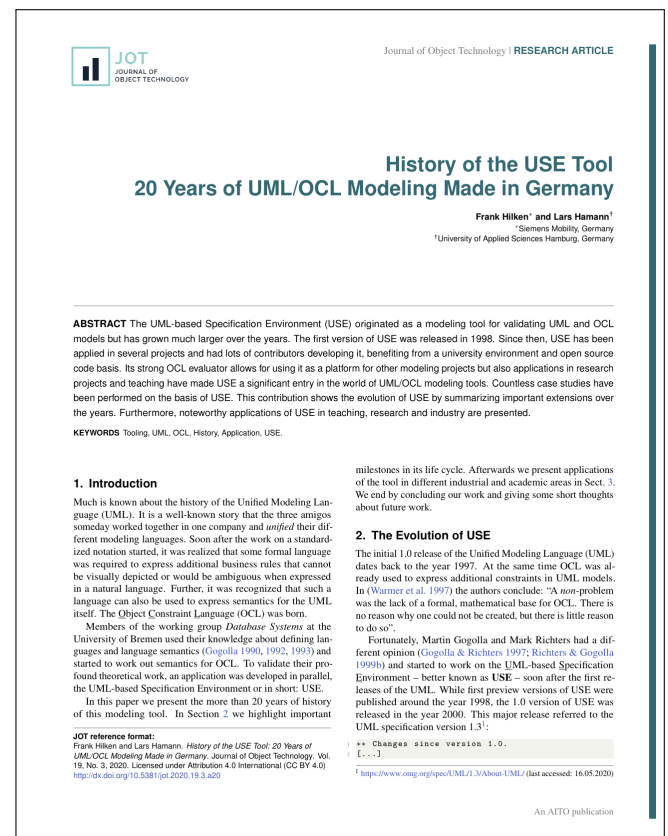 JOT
JOURNAL OF
OBJECT TECHNOLOGY
Journal of Object Technology | RESEARCH ARTICLE
History of the USE Tool
20 Years of UML/OCL Modeling Made in Germany
Frank Hilken* and Lars Hamann†
*Siemens Mobility, Germany
†University of Applied Sciences Hamburg, Germany
ABSTRACT The UML-based Specification Environment (USE) originated as a modeling tool for validating UML and OCL
models but has grown much larger over the years. The first version of USE was released in 1998. Since then, USE has been
applied in several projects and had lots of contributors developing it, benefiting from a university environment and open source
code basis. Its strong OCL evaluator allows for using it as a platform for other modeling projects but also applications in research
projects and teaching have made USE a significant entry in the world of UML/OCL modeling tools. Countless case studies have
been performed on the basis of USE. This contribution shows the evolution of USE by summarizing important extensions over
the years. Furthermore, noteworthy applications of USE in teaching, research and industry are presented.
KEYWORDS Tooling, UML, OCL, History, Application, USE.
1. Introduction
Much is known about the history of the Unified Modeling Lan-
guage (UML). It is a well-known story that the three amigos
someday worked together in one company and unified their dif-
ferent modeling languages. Soon after the work on a standard-
ized notation started, it was realized that some formal language
was required to express additional business rules that cannot
be visually depicted or would be ambiguous when expressed
in a natural language. Further, it was recognized that such a
language can also be used to express semantics for the UML
itself. The Object Constraint Language (OCL) was born.
Members of the working group Database Systems at the
University of Bremen used their knowledge about defining lan-
guages and language semantics (Gogolla 1990, 1992, 1993) and
started to work out semantics for OCL. To validate their pro-
found theoretical work, an application was developed in parallel,
the UML-based Specification Environment or in short: USE.
In this paper we present the more than 20 years of history
of this modeling tool. In Section 2 we highlight important
JOT reference format:
Frank Hilken and Lars Hamann. History of the USE Tool: 20 Years of
UML/OCL Modeling Made in Germany. Journal of Object Technology. Vol.
19, No. 3, 2020. Licensed under Attribution 4.0 International (CC BY 4.0)
http://dx.doi.org/10.5381/jot.2020.19.3.a20
milestones in its life cycle. Afterwards we present applications
of the tool in different industrial and academic areas in Sect. 3.
We end by concluding our work and giving some short thoughts
about future work.
2. The Evolution of USE
The initial 1.0 release of the Unified Modeling Language (UML)
dates back to the year 1997. At the same time OCL was al-
ready used to express additional constraints in UML models.
In (Warmer et al. 1997) the authors conclude: “A non-problem
was the lack of a formal, mathematical base for OCL. There is
no reason why one could not be created, but there is little reason
to do so”.
Fortunately, Martin Gogolla and Mark Richters had a dif-
ferent opinion (Gogolla & Richters 1997; Richters & Gogolla
1999b) and started to work on the UML-based Specification
Environment – better known as USE – soon after the first re-
leases of the UML. While first preview versions of USE were
published around the year 1998, the 1.0 version of USE was
released in the year 2000. This major release referred to the
UML specification version 1.3¹:
1 ** Changes since version 1.0.
2 [...]
¹ https://www.omg.org/spec/UML/1.3/About-UML/ (last accessed: 16.05.2020)
An AITO publication